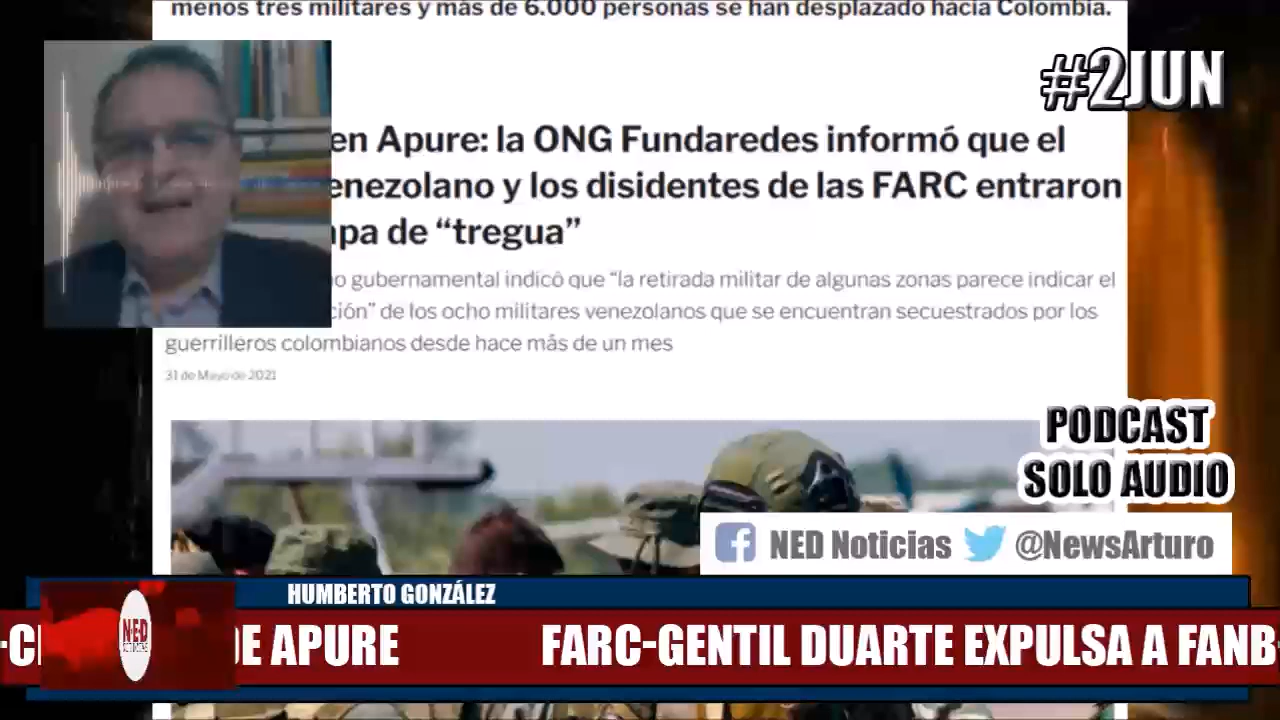 menos tres militares y más de 6.000 personas se han desplazado hacia Colombia.
#2JUN
en Apure: la ONG Fundaredes informó que el
enezolano y los disidentes de las FARC entraron
apa de “tregua”
o gubernamental indicó que “la retirada militar de algunas zonas parece indicar el
ción” de los ocho militares venezolanos que se encuentran secuestrados por los
guerrilleros colombianos desde hace más de un mes
31 de Mayo de 2021
PODCAST
SOLO AUDIO
NED Noticias @NewsArturo
HUMBERTO GONZÁLEZ
N·E·D
DE APURE FARC-GENTIL DUARTE EXPULSA A FANB-